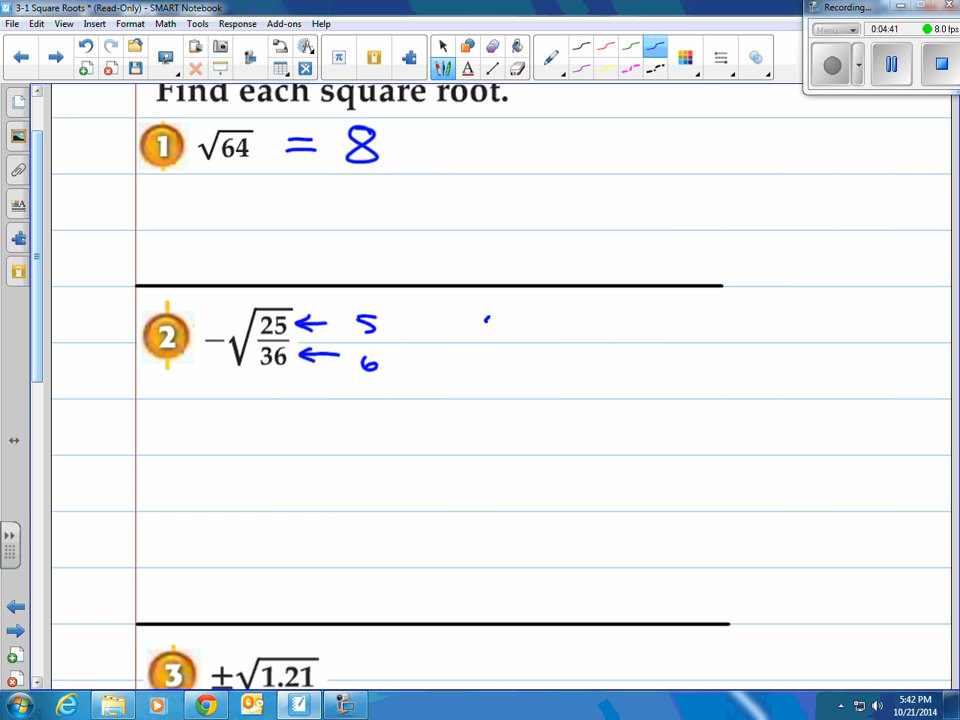 3-1 Square Roots * (Read-Only) - SMART Notebook
Recording...
File Edit View Insert Format Math Tools Response Add-ons Help
Menu 00:04:41 8.0 fps
Find each square root.
1 √64 = 8
2 -√25/36 ← 5 ← 6
3 ±√1.21
5:42 PM
10/21/2014